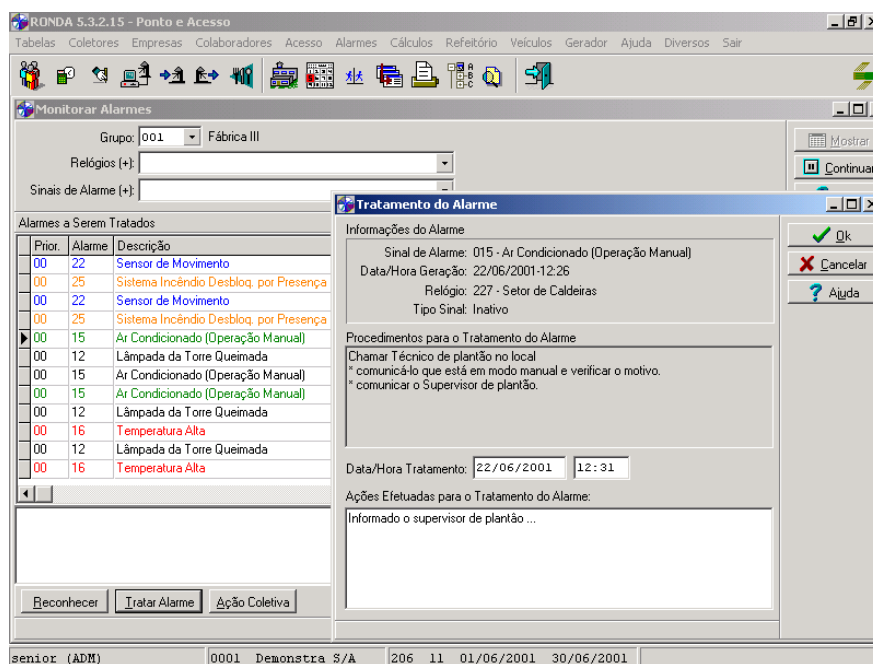 RONDA 5.3.2.15 - Ponto e Acesso
Tabelas Coletores Empresas Colaboradores Acesso Alarmes Cálculos Refeitório Veículos Gerador Ajuda Diversos Sair
Monitorar Alarmes
Grupo: 001 Fábrica III
Relógios (+):
Sinais de Alarme (+):
Mostrar
Continuar
Alarmes a Serem Tratados
Prior. Alarme Descrição
00 22 Sensor de Movimento
00 25 Sistema Incêndio Desbloq. por Presença
00 22 Sensor de Movimento
00 25 Sistema Incêndio Desbloq. por Presença
00 15 Ar Condicionado (Operação Manual)
00 12 Lâmpada da Torre Queimada
00 15 Ar Condicionado (Operação Manual)
00 15 Ar Condicionado (Operação Manual)
00 12 Lâmpada da Torre Queimada
00 16 Temperatura Alta
00 12 Lâmpada da Torre Queimada
00 16 Temperatura Alta
Reconhecer Tratar Alarme Ação Coletiva
Tratamento do Alarme
Informações do Alarme
Sinal de Alarme: 015 - Ar Condicionado (Operação Manual)
Data/Hora Geração: 22/06/2001-12:26
Relógio: 227 - Setor de Caldeiras
Tipo Sinal: Inativo
Procedimentos para o Tratamento do Alarme
Chamar Técnico de plantão no local
* comunicá-lo que está em modo manual e verificar o motivo.
* comunicar o Supervisor de plantão.
Data/Hora Tratamento: 22/06/2001 12:31
Ações Efetuadas para o Tratamento do Alarme:
Informado o supervisor de plantão ...
Ok
Cancelar
Ajuda
senior (ADM) 0001 Demonstra S/A 206 11 01/06/2001 30/06/2001